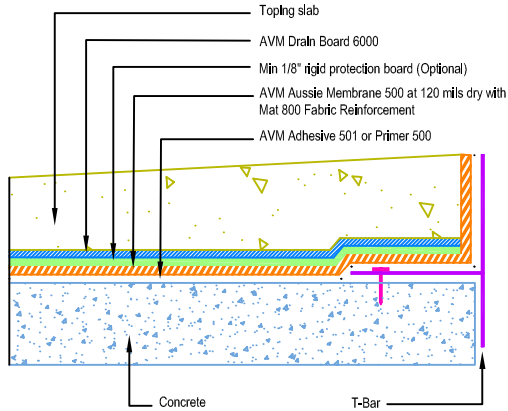 Toping slab
AVM Drain Board 6000
Min 1/8" rigid protection board (Optional)
AVM Aussie Membrane 500 at 120 mils dry with
Mat 800 Fabric Reinforcement
AVM Adhesive 501 or Primer 500
Concrete
T-Bar